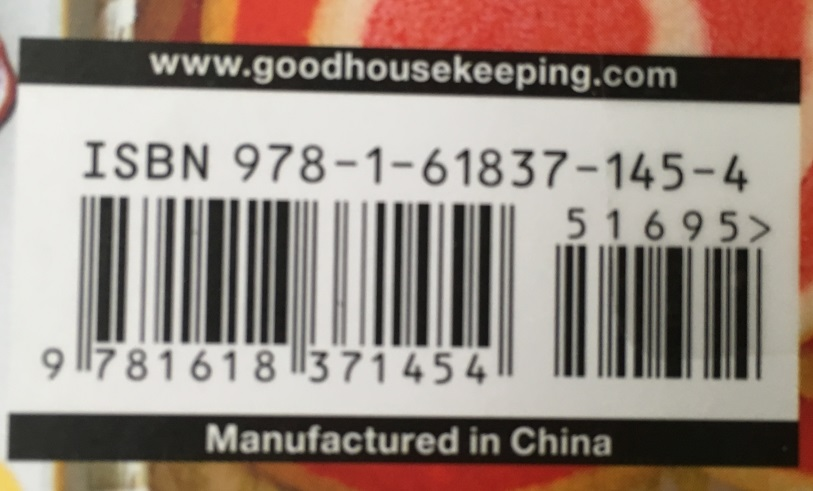 www.goodhousekeeping.com
ISBN 978-1-61837-145-4
51695>
9 781618 371454
Manufactured in China